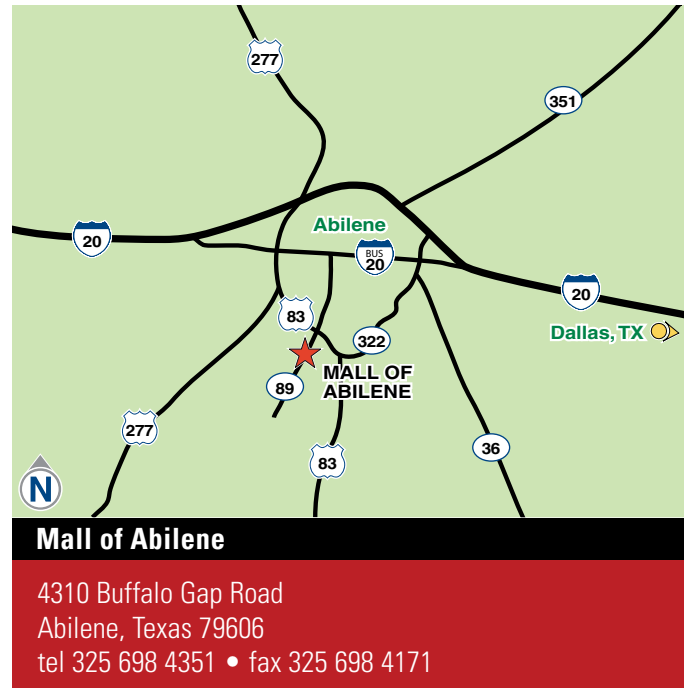 277
351
Abilene
20
BUS
20
20
83
Dallas, TX
322
MALL OF
ABILENE
89
277
36
83
N
Mall of Abilene
4310 Buffalo Gap Road
Abilene, Texas 79606
tel 325 698 4351 • fax 325 698 4171